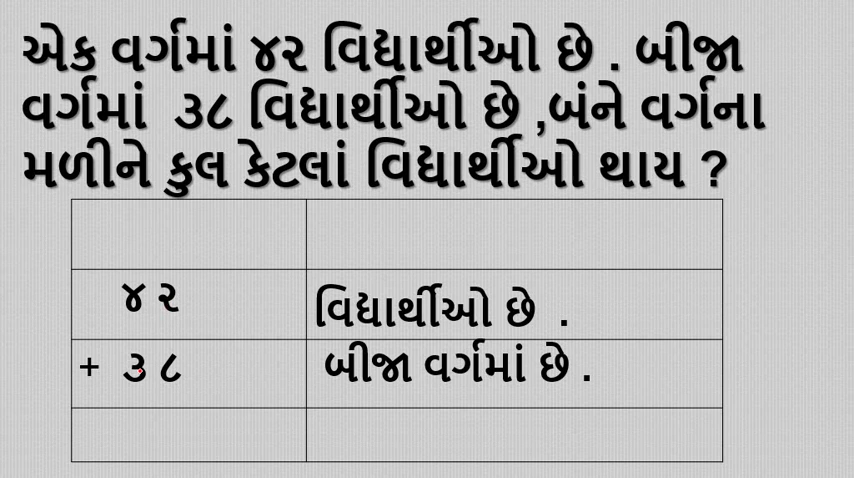 એક વર્ગમાં ૪૨ વિદ્યાર્થીઓ છે . બીજા
વર્ગમાં ૩૮ વિદ્યાર્થીઓ છે ,બંને વર્ગના
મળીને કુલ કેટલાં વિદ્યાર્થીઓ થાય ?
૪ ૨ વિદ્યાર્થીઓ છે .
+ ૩ ૮ બીજા વર્ગમાં છે .